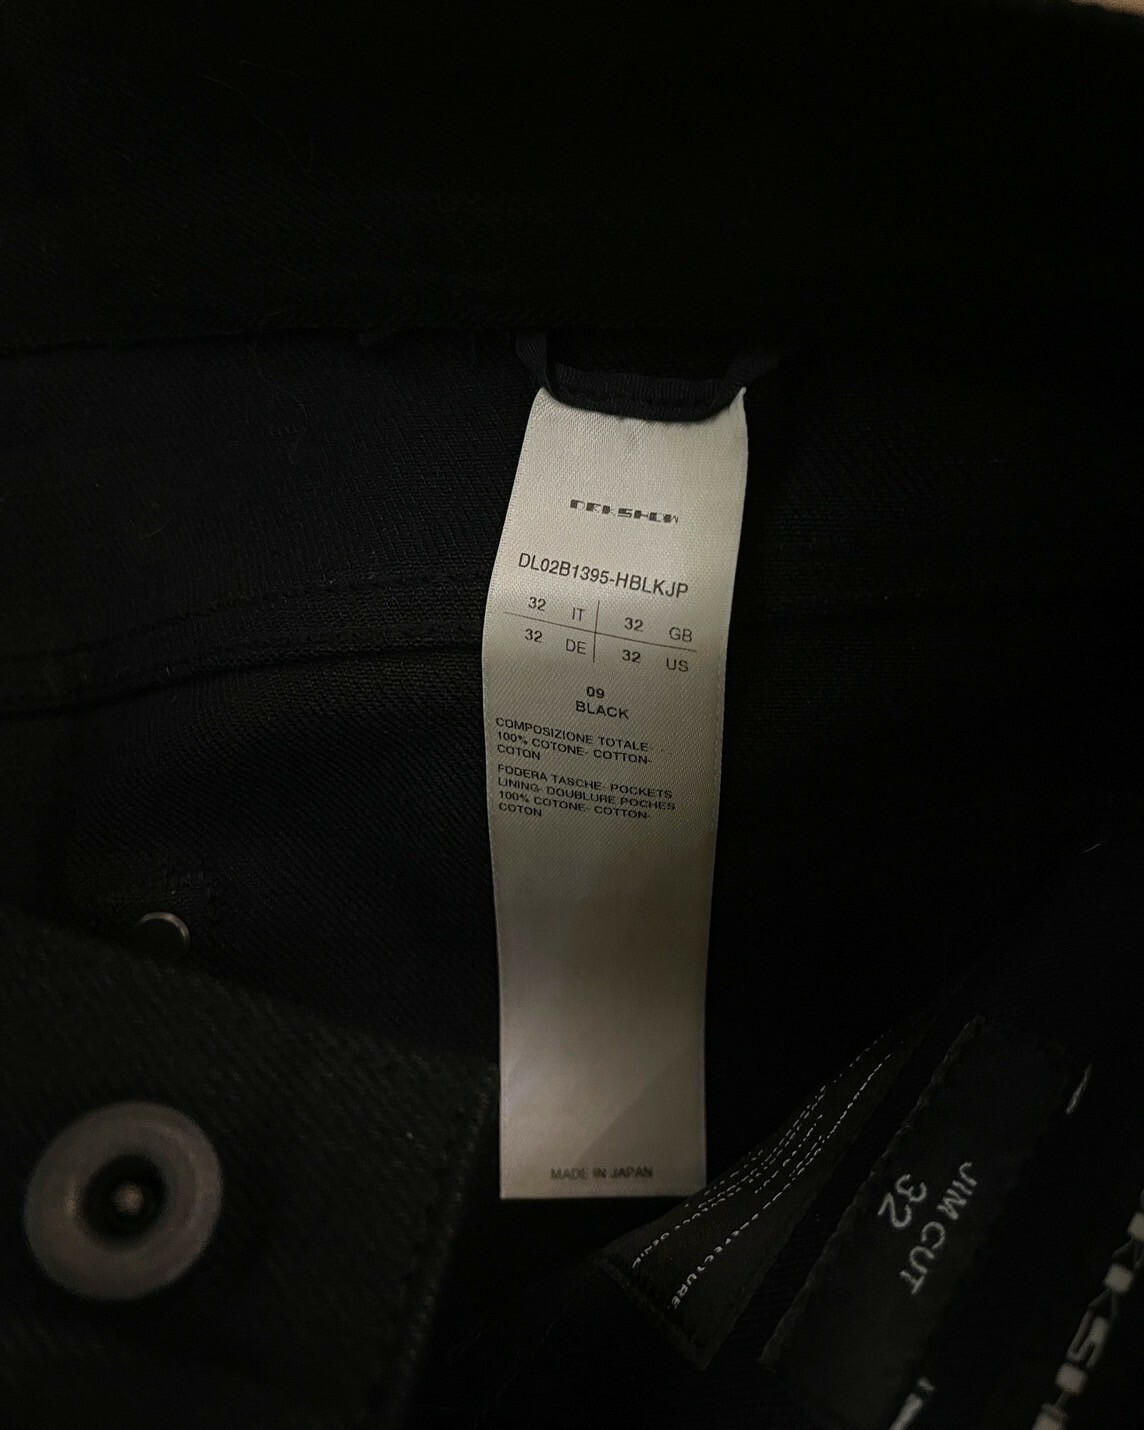 DRKSHDW
DL02B1395-HBLKJP
32 IT 32 GB
32 DE 32 US
09
BLACK
COMPOSIZIONE TOTALE-
100% COTONE- COTTON-
COTON
FODERA TASCHE- POCKETS
LINING- DOUBLURE POCHES
100% COTONE- COTTON-
COTON
MADE IN JAPAN
JIM CUT
32